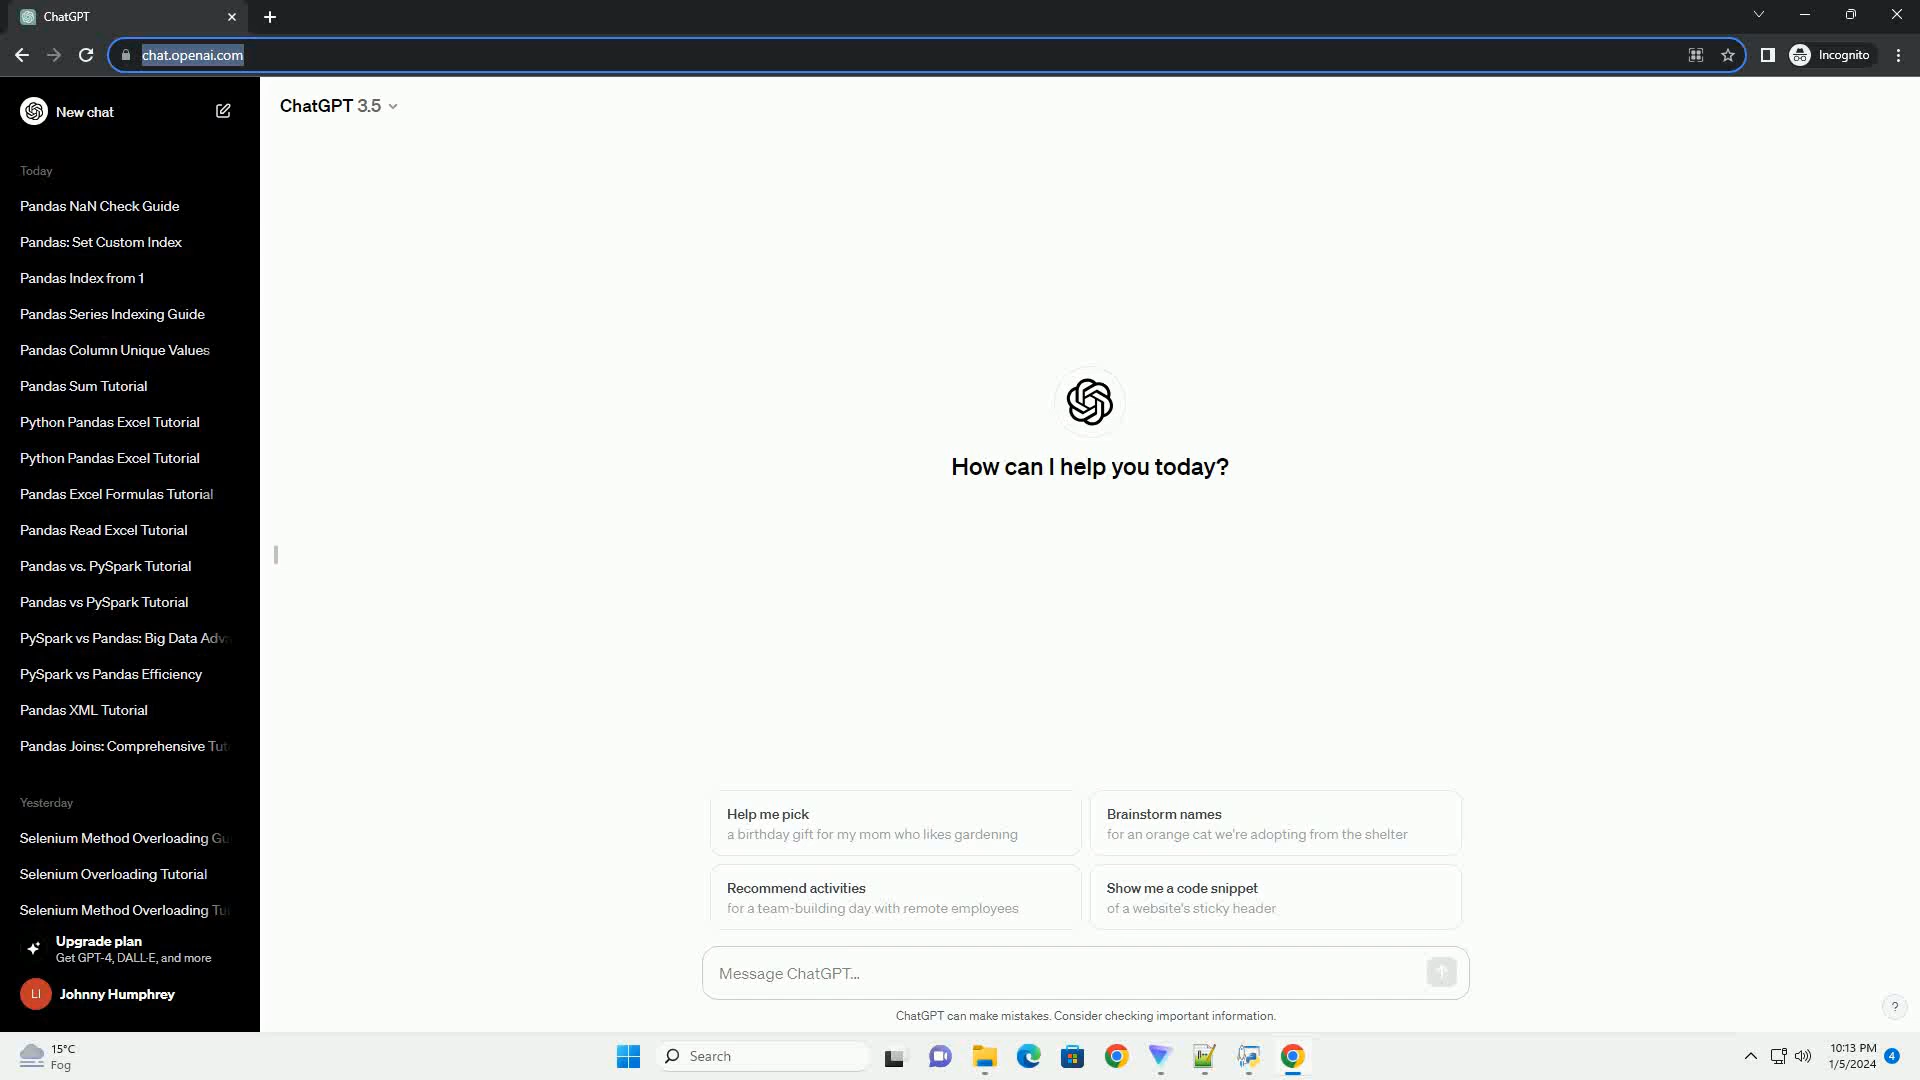 ChatGPT
chat.openai.com
Incognito
New chat
ChatGPT 3.5
Today
Pandas NaN Check Guide
Pandas: Set Custom Index
Pandas Index from 1
Pandas Series Indexing Guide
Pandas Column Unique Values
Pandas Sum Tutorial
Python Pandas Excel Tutorial
Python Pandas Excel Tutorial
Pandas Excel Formulas Tutorial
Pandas Read Excel Tutorial
Pandas vs. PySpark Tutorial
Pandas vs PySpark Tutorial
PySpark vs Pandas: Big Data Adva
PySpark vs Pandas Efficiency
Pandas XML Tutorial
Pandas Joins: Comprehensive Tut
Yesterday
Selenium Method Overloading Gu
Selenium Overloading Tutorial
Selenium Method Overloading Tu
Upgrade plan
Get GPT-4, DALL·E, and more
LI
Johnny Humphrey
How can I help you today?
Help me pick
a birthday gift for my mom who likes gardening
Brainstorm names
for an orange cat we're adopting from the shelter
Recommend activities
for a team-building day with remote employees
Show me a code snippet
of a website's sticky header
Message ChatGPT...
ChatGPT can make mistakes. Consider checking important information.
?
15°C
Fog
Search
10:13 PM
1/5/2024
4